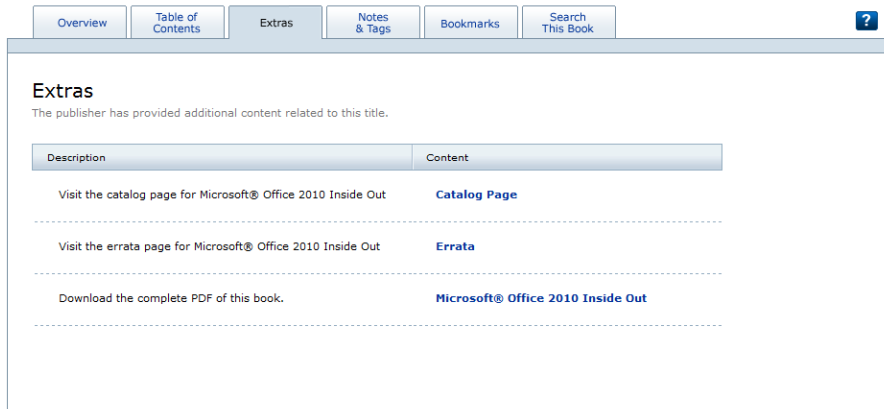 Overview
Table of
Contents
Extras
Notes
& Tags
Bookmarks
Search
This Book
?
Extras
The publisher has provided additional content related to this title.
Description Content
Visit the catalog page for Microsoft® Office 2010 Inside Out Catalog Page
Visit the errata page for Microsoft® Office 2010 Inside Out Errata
Download the complete PDF of this book. Microsoft® Office 2010 Inside Out